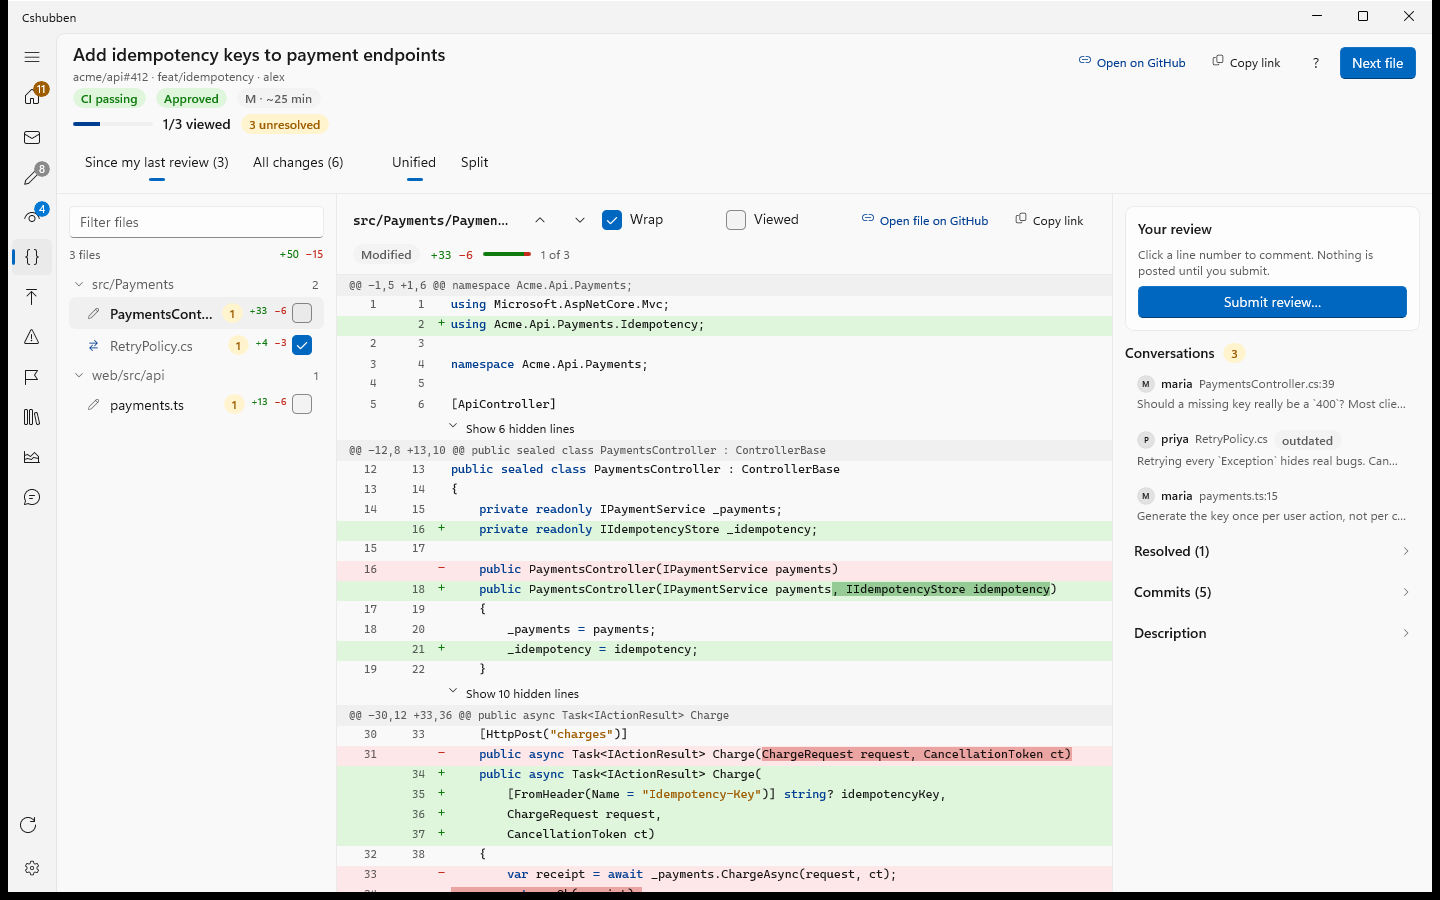 Cshubben
Add idempotency keys to payment endpoints
acme/api#412 · feat/idempotency · alex
CI passing Approved M · ~25 min
1/3 viewed 3 unresolved
Open on GitHub Copy link ? Next file
11
8
4
Since my last review (3) All changes (6) Unified Split
Filter files
3 files +50 −15
src/Payments 2
PaymentsCont... 1 +33 −6
RetryPolicy.cs 1 +4 −3
web/src/api 1
payments.ts 1 +13 −6
src/Payments/Paymen... Wrap Viewed Open file on GitHub Copy link
Modified +33 −6 1 of 3
@@ −1,5 +1,6 @@ namespace Acme.Api.Payments;
1 1 using Microsoft.AspNetCore.Mvc;
2 + using Acme.Api.Payments.Idempotency;
2 3
3 4 namespace Acme.Api.Payments;
4 5
5 6 [ApiController]
Show 6 hidden lines
@@ −12,8 +13,10 @@ public sealed class PaymentsController : ControllerBase
12 13 public sealed class PaymentsController : ControllerBase
13 14 {
14 15 private readonly IPaymentService _payments;
16 + private readonly IIdempotencyStore _idempotency;
15 17
16 − public PaymentsController(IPaymentService payments)
18 + public PaymentsController(IPaymentService payments, IIdempotencyStore idempotency)
17 19 {
18 20 _payments = payments;
21 + _idempotency = idempotency;
19 22 }
Show 10 hidden lines
@@ −30,12 +33,36 @@ public async Task<IActionResult> Charge
30 33 [HttpPost("charges")]
31 − public async Task<IActionResult> Charge(ChargeRequest request, CancellationToken ct)
34 + public async Task<IActionResult> Charge(
35 + [FromHeader(Name = "Idempotency-Key")] string? idempotencyKey,
36 + ChargeRequest request,
37 + CancellationToken ct)
32 38 {
33 − var receipt = await _payments.ChargeAsync(request, ct);
Your review
Click a line number to comment. Nothing is
posted until you submit.
Submit review...
Conversations 3
M maria PaymentsController.cs:39
Should a missing key really be a `400`? Most clie...
P priya RetryPolicy.cs outdated
Retrying every `Exception` hides real bugs. Can...
M maria payments.ts:15
Generate the key once per user action, not per c...
Resolved (1)
Commits (5)
Description